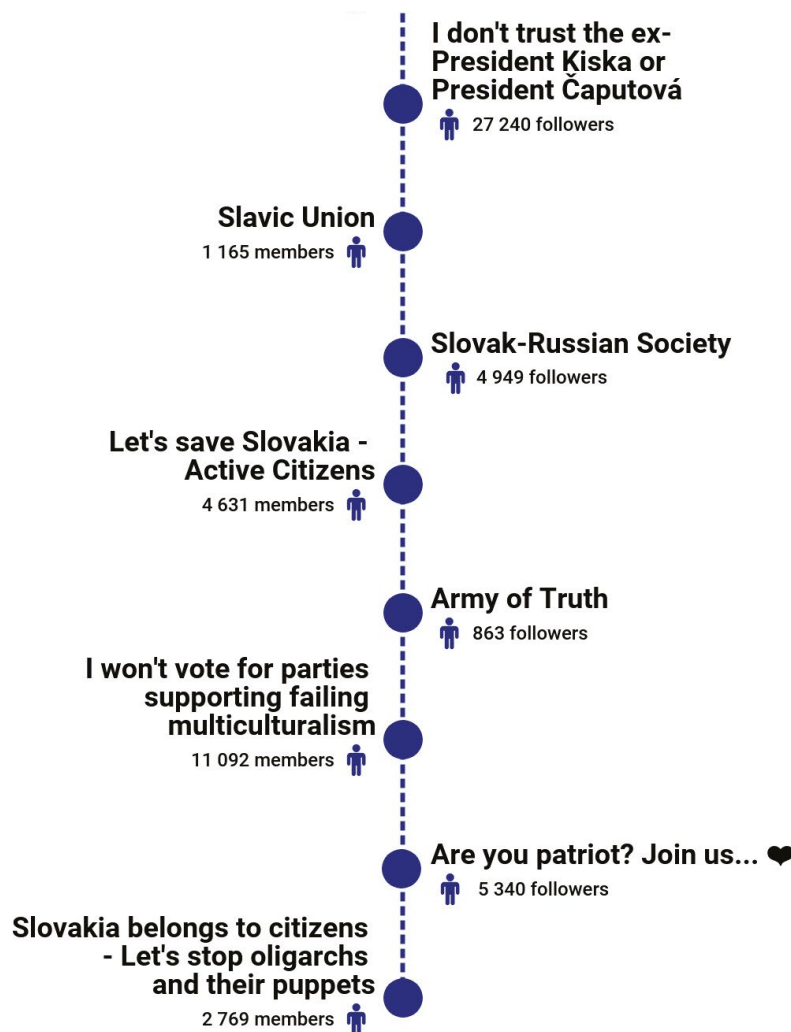 I don't trust the ex-
President Kiska or
President Čaputová
27 240 followers
Slavic Union
1 165 members
Slovak-Russian Society
4 949 followers
Let's save Slovakia -
Active Citizens
4 631 members
Army of Truth
863 followers
I won't vote for parties
supporting failing
multiculturalism
11 092 members
Are you patriot? Join us... ❤
5 340 followers
Slovakia belongs to citizens
- Let's stop oligarchs
and their puppets
2 769 members